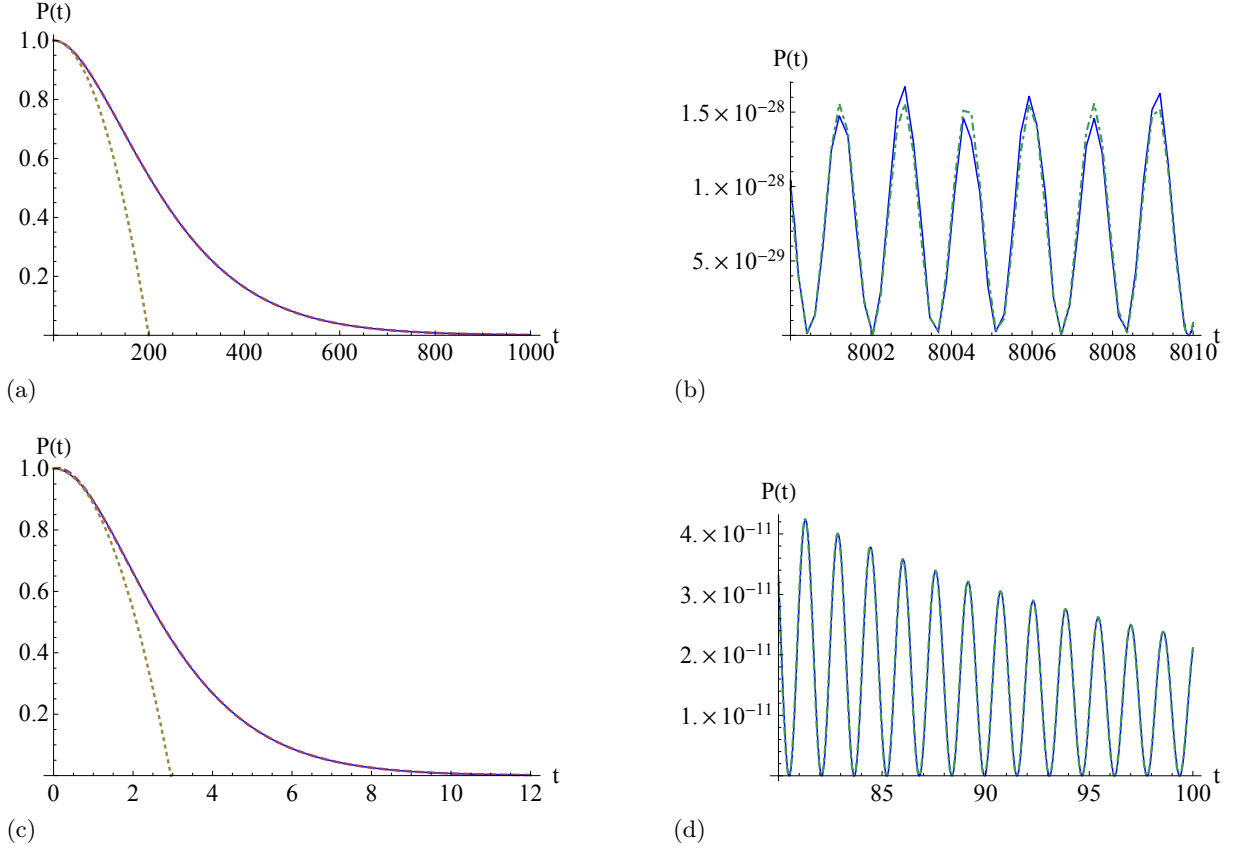 P(t)
1.0
0.8
0.6
0.4
0.2
200 400 600 800 1000 t
(a)
P(t)
1.5 × 10⁻²⁸
1. × 10⁻²⁸
5. × 10⁻²⁹
8002 8004 8006 8008 8010 t
(b)
P(t)
1.0
0.8
0.6
0.4
0.2
0 2 4 6 8 10 12 t
(c)
P(t)
4. × 10⁻¹¹
3. × 10⁻¹¹
2. × 10⁻¹¹
1. × 10⁻¹¹
85 90 95 100 t
(d)